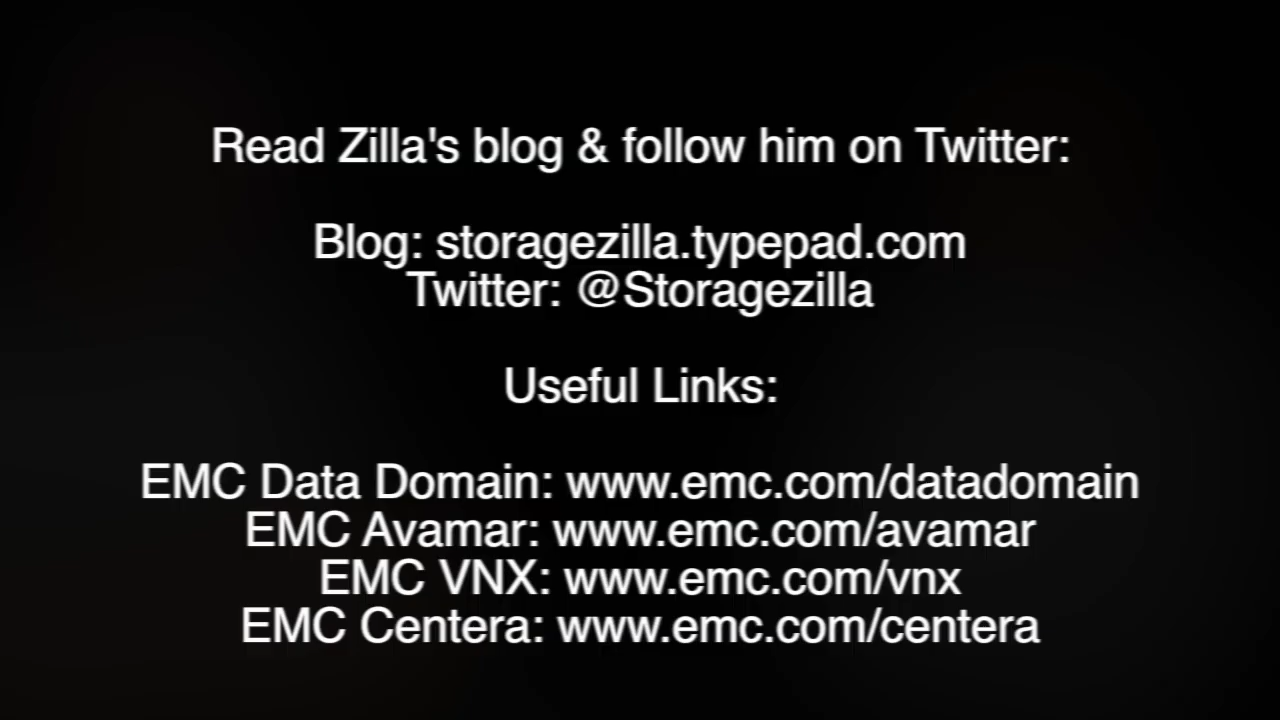 Read Zilla's blog & follow him on Twitter:
Blog: storagezilla.typepad.com
Twitter: @Storagezilla
Useful Links:
EMC Data Domain: www.emc.com/datadomain
EMC Avamar: www.emc.com/avamar
EMC VNX: www.emc.com/vnx
EMC Centera: www.emc.com/centera